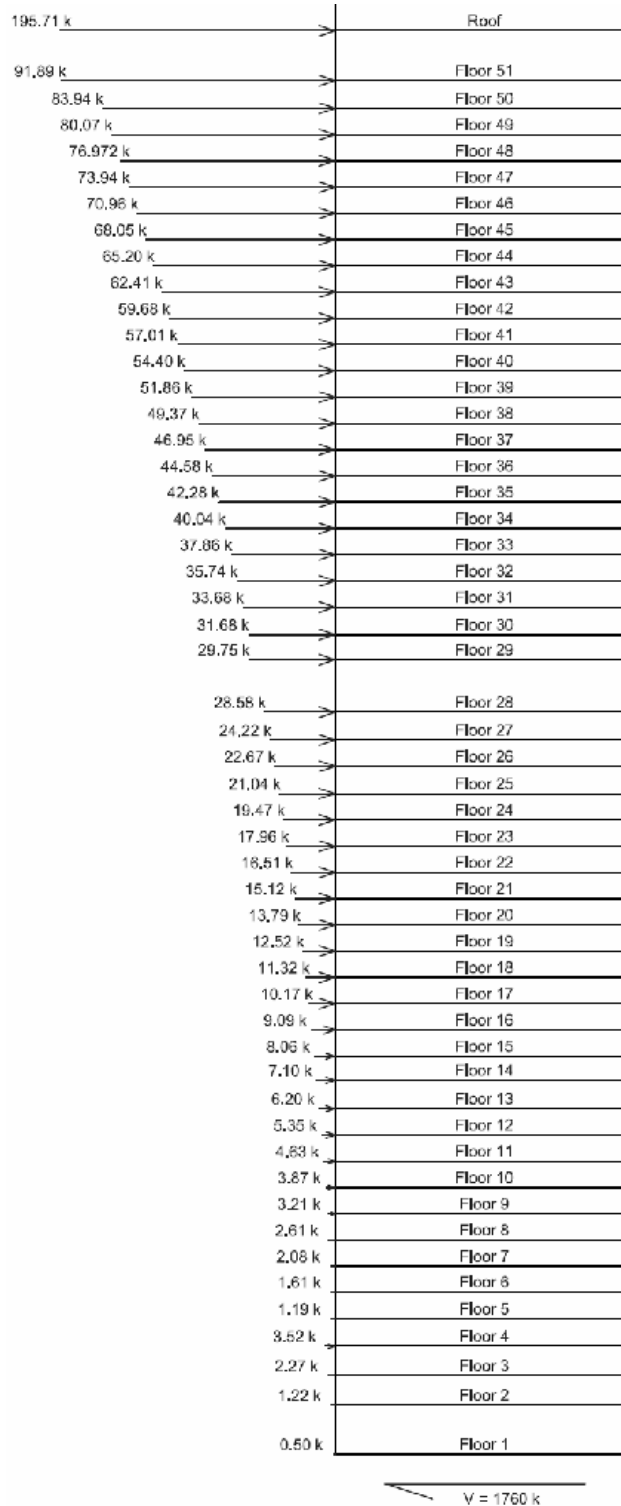 195.71 k Roof
91.89 k Floor 51
83.94 k Floor 50
80.07 k Floor 49
76.972 k Floor 48
73.94 k Floor 47
70.96 k Floor 46
68.05 k Floor 45
65.20 k Floor 44
62.41 k Floor 43
59.68 k Floor 42
57.01 k Floor 41
54.40 k Floor 40
51.86 k Floor 39
49.37 k Floor 38
46.95 k Floor 37
44.58 k Floor 36
42.28 k Floor 35
40.04 k Floor 34
37.86 k Floor 33
35.74 k Floor 32
33.68 k Floor 31
31.68 k Floor 30
29.75 k Floor 29
28.58 k Floor 28
24.22 k Floor 27
22.67 k Floor 26
21.04 k Floor 25
19.47 k Floor 24
17.96 k Floor 23
16.51 k Floor 22
15.12 k Floor 21
13.79 k Floor 20
12.52 k Floor 19
11.32 k Floor 18
10.17 k Floor 17
9.09 k Floor 16
8.06 k Floor 15
7.10 k Floor 14
6.20 k Floor 13
5.35 k Floor 12
4.63 k Floor 11
3.87 k Floor 10
3.21 k Floor 9
2.61 k Floor 8
2.08 k Floor 7
1.61 k Floor 6
1.19 k Floor 5
3.52 k Floor 4
2.27 k Floor 3
1.22 k Floor 2
0.50 k Floor 1
V = 1760 k